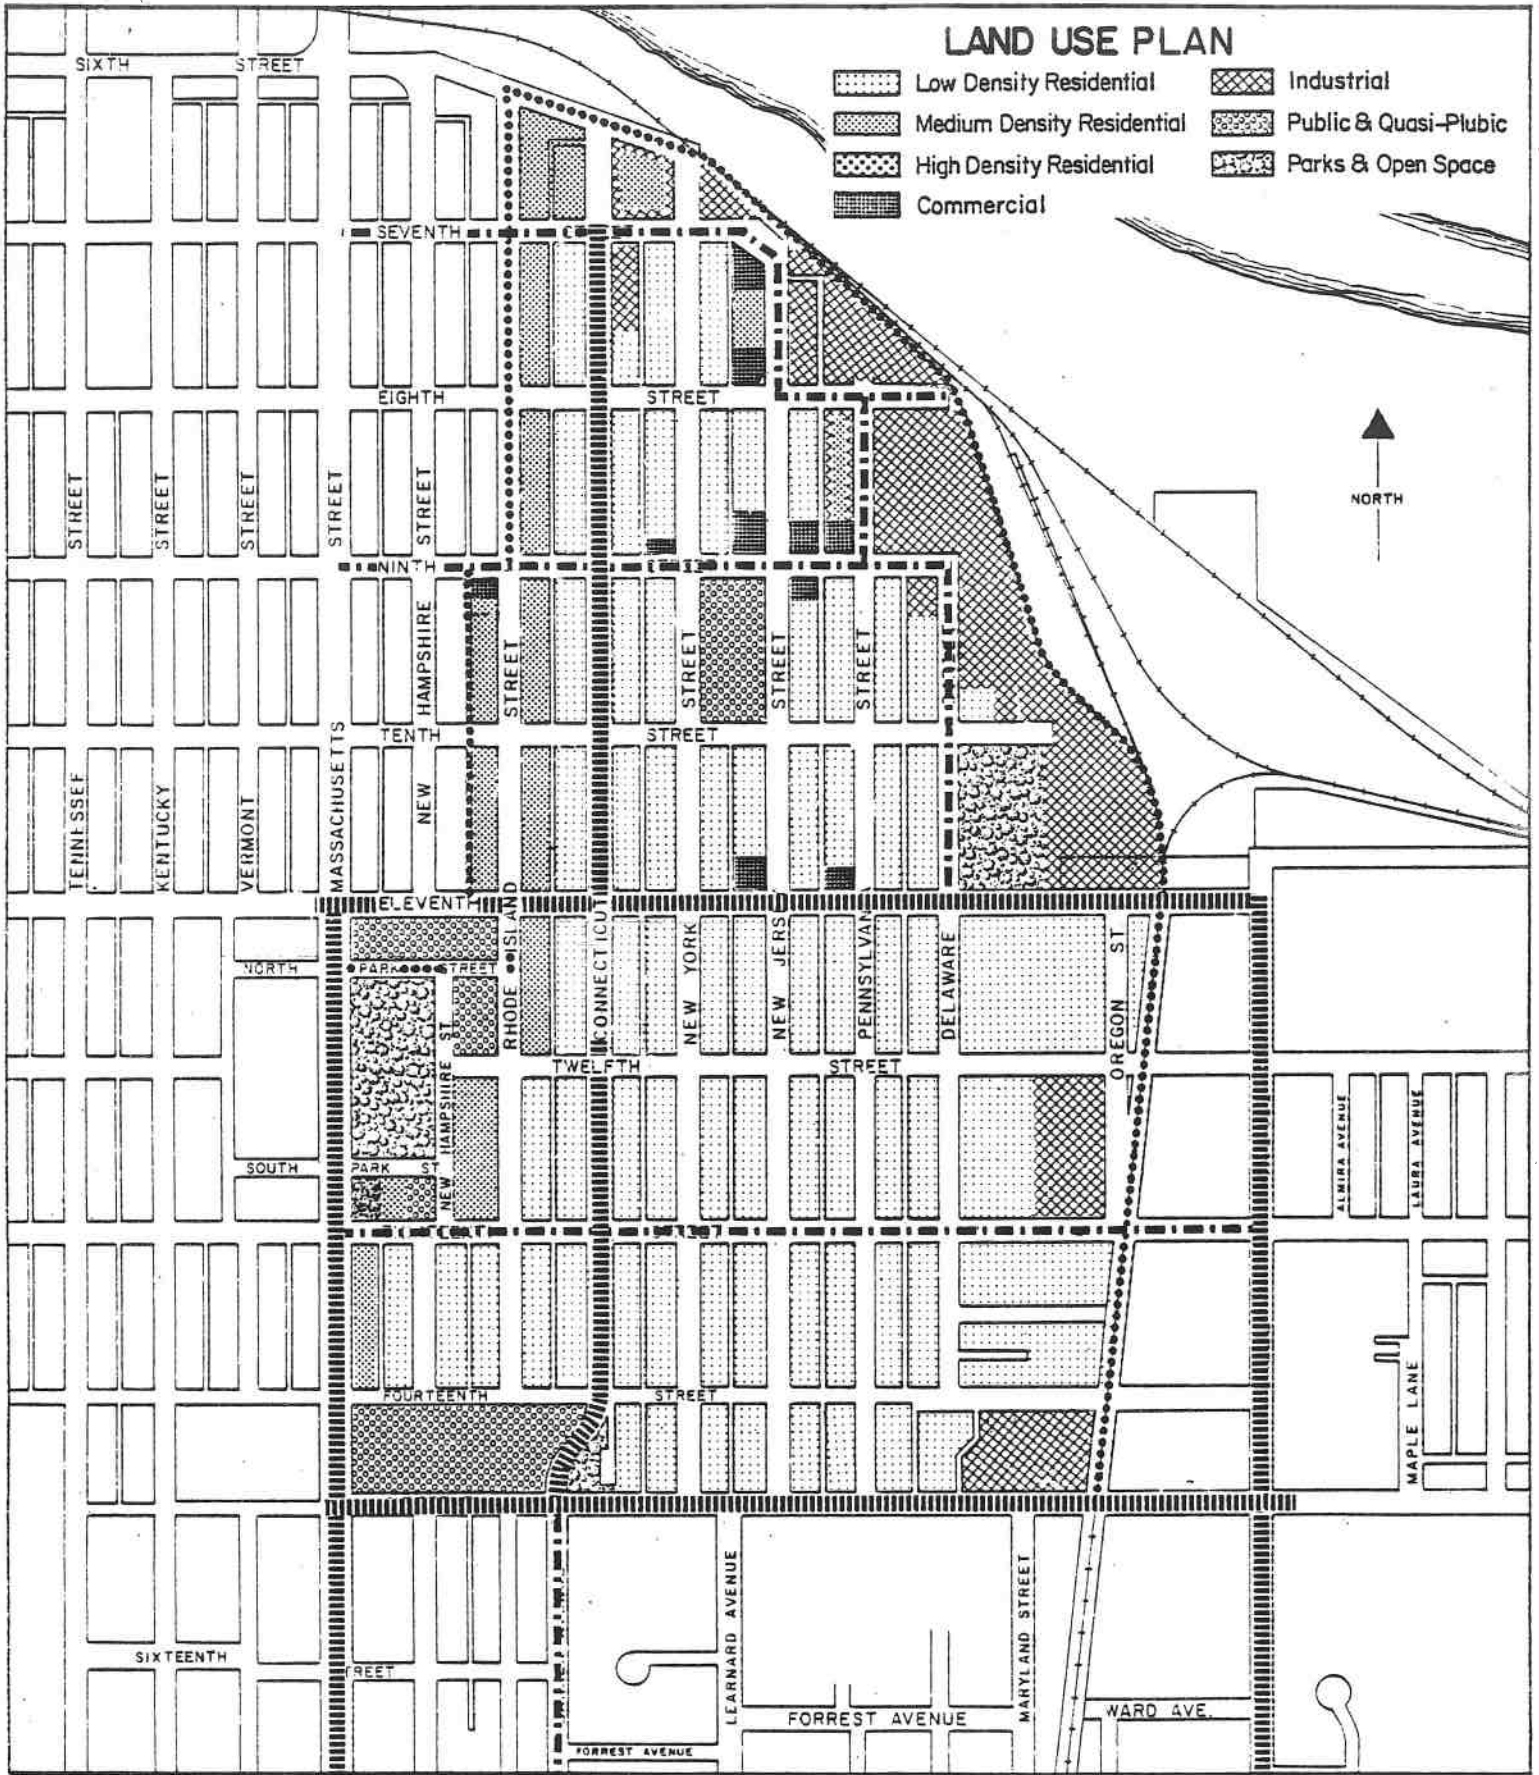 LAND USE PLAN
Low Density Residential
Medium Density Residential
High Density Residential
Commercial
Industrial
Public & Quasi-Plubic
Parks & Open Space
NORTH
SIXTH STREET
SEVENTH
EIGHTH STREET
STREET
STREET
STREET
STREET
STREET
NINTH
HAMPSHIRE
STREET
STREET
STREET
STREET
TENTH STREET
NEW
TENNESSEE
KENTUCKY
VERMONT
MASSACHUSETTS
ELEVENTH
RHODE ISLAND
CONNECTICUT
NEW YORK
DELAWARE
OREGON ST
NORTH PARK STREET
TWELFTH STREET
NEW HAMPSHIRE ST
SOUTH PARK ST
ALMIRA AVENUE
LAURA AVENUE
FOURTEENTH STREET
MAPLE LANE
LEARNARD AVENUE
MARYLAND STREET
SIXTEENTH
FORREST AVENUE
WARD AVE.
FORREST AVENUE